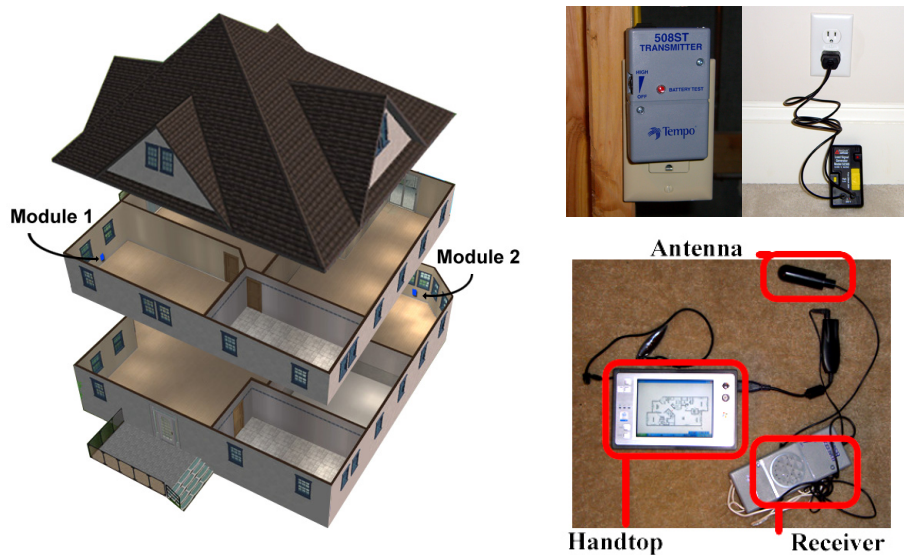 Module 1
Module 2
508ST
TRANSMITTER
HIGH
OFF
BATTERY TEST
Tempo
Antenna
Handtop
Receiver